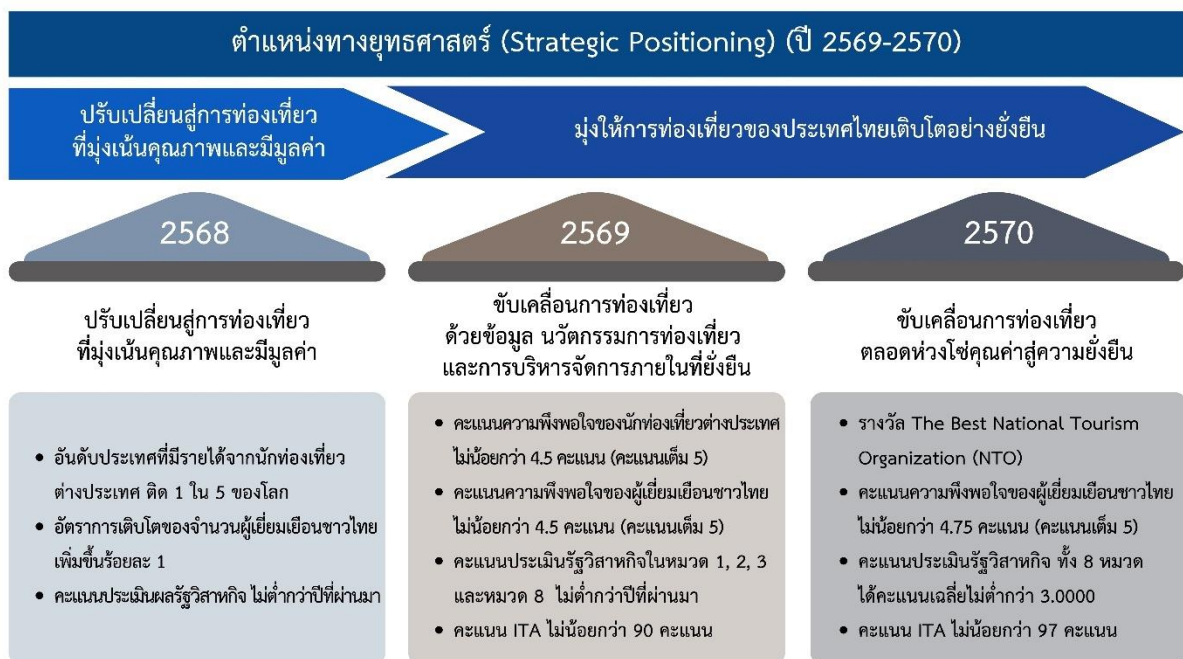 ตำแหน่งทางยุทธศาสตร์ (Strategic Positioning) (ปี 2569-2570)
ปรับเปลี่ยนสู่การท่องเที่ยว
ที่มุ่งเน้นคุณภาพและมีมูลค่า
มุ่งให้การท่องเที่ยวของประเทศไทยเติบโตอย่างยั่งยืน
2568
ปรับเปลี่ยนสู่การท่องเที่ยว
ที่มุ่งเน้นคุณภาพและมีมูลค่า
• อันดับประเทศที่มีรายได้จากนักท่องเที่ยว
ต่างประเทศ ติด 1 ใน 5 ของโลก
• อัตราการเติบโตของจำนวนผู้เยี่ยมเยือนชาวไทย
เพิ่มขึ้นร้อยละ 1
• คะแนนประเมินผลรัฐวิสาหกิจ ไม่ต่ำกว่าปีที่ผ่านมา
2569
ขับเคลื่อนการท่องเที่ยว
ด้วยข้อมูล นวัตกรรมการท่องเที่ยว
และการบริหารจัดการภายในที่ยั่งยืน
• คะแนนความพึงพอใจของนักท่องเที่ยวต่างประเทศ
ไม่น้อยกว่า 4.5 คะแนน (คะแนนเต็ม 5)
• คะแนนความพึงพอใจของผู้เยี่ยมเยือนชาวไทย
ไม่น้อยกว่า 4.5 คะแนน (คะแนนเต็ม 5)
• คะแนนประเมินรัฐวิสาหกิจในหมวด 1, 2, 3
และหมวด 8 ไม่ต่ำกว่าปีที่ผ่านมา
• คะแนน ITA ไม่น้อยกว่า 90 คะแนน
2570
ขับเคลื่อนการท่องเที่ยว
ตลอดห่วงโซ่คุณค่าสู่ความยั่งยืน
• รางวัล The Best National Tourism
Organization (NTO)
• คะแนนความพึงพอใจของผู้เยี่ยมเยือนชาวไทย
ไม่น้อยกว่า 4.75 คะแนน (คะแนนเต็ม 5)
• คะแนนประเมินรัฐวิสาหกิจ ทั้ง 8 หมวด
ได้คะแนนเฉลี่ยไม่ต่ำกว่า 3.0000
• คะแนน ITA ไม่น้อยกว่า 97 คะแนน